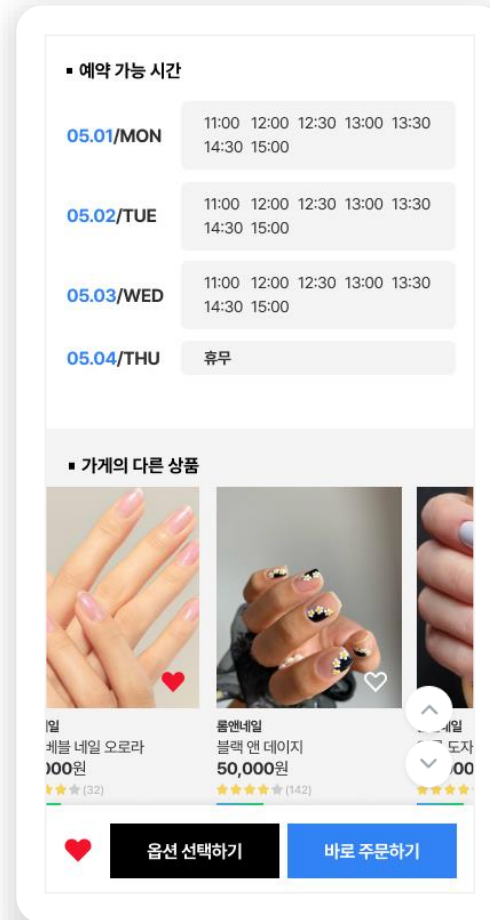 ▪ 예약 가능 시간
05.01/MON
11:00 12:00 12:30 13:00 13:30
14:30 15:00
05.02/TUE
11:00 12:00 12:30 13:00 13:30
14:30 15:00
05.03/WED
11:00 12:00 12:30 13:00 13:30
14:30 15:00
05.04/THU
휴무
▪ 가게의 다른 상품
롬앤네일
베블 네일 오로라
블랙 앤 데이지
000원
50,000원
(32)
(142)
옵션 선택하기
바로 주문하기